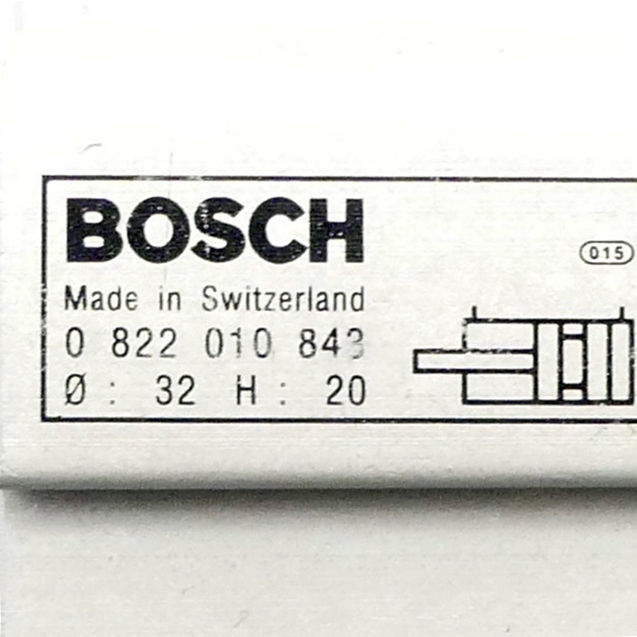 BOSCH
015
Made in Switzerland
0 822 010 843
Ø : 32 H : 20